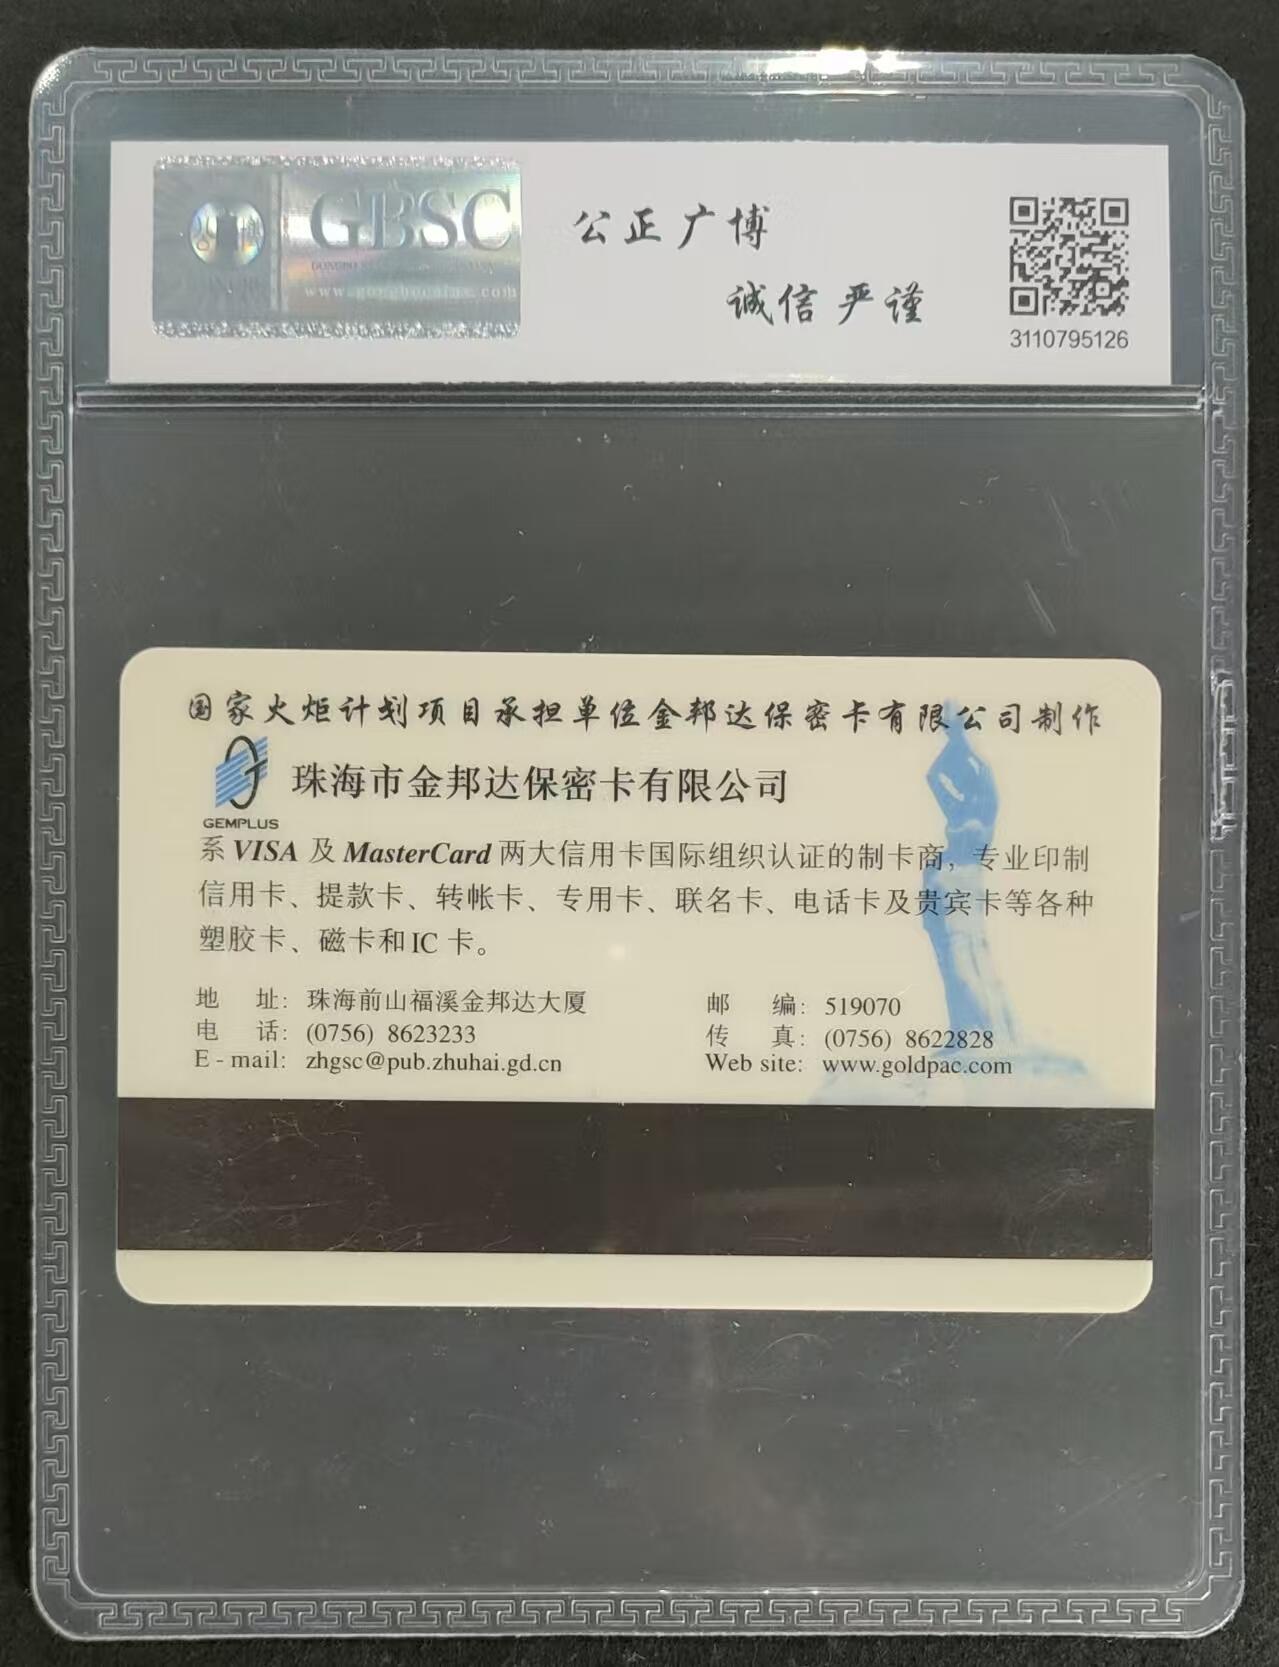 GBSC
公正广博
诚信严谨
3110795126
国家火炬计划项目承担单位金邦达保密卡有限公司制作
GEMPLUS
珠海市金邦达保密卡有限公司
系 VISA 及 MasterCard 两大信用卡国际组织认证的制卡商，专业印制
信用卡、提款卡、转帐卡、专用卡、联名卡、电话卡及贵宾卡等各种
塑胶卡、磁卡和IC 卡。
地 址: 珠海前山福溪金邦达大厦 邮 编: 519070
电 话: (0756) 8623233 传 真: (0756) 8622828
E - mail: zhgsc@pub.zhuhai.gd.cn Web site: www.goldpac.com